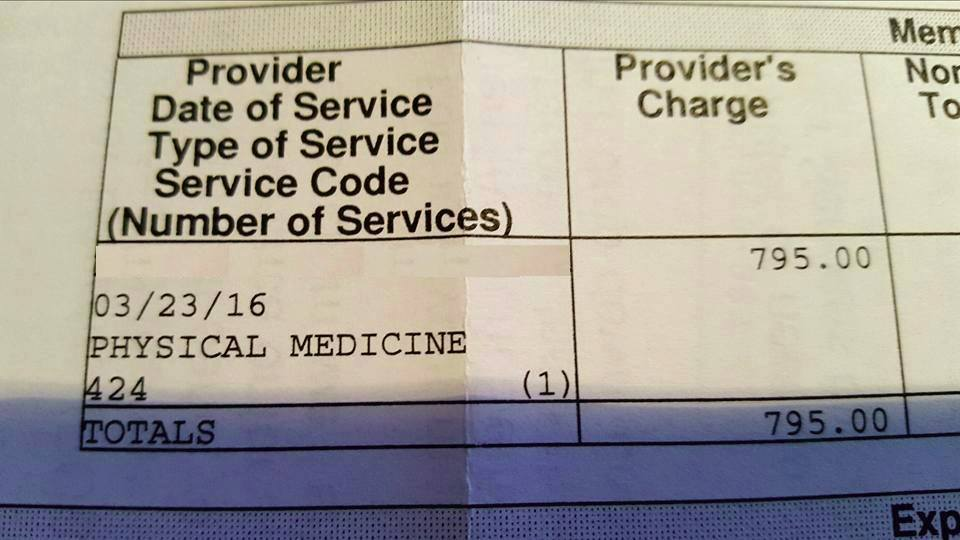 Mem
Provider
Date of Service
Type of Service
Service Code
(Number of Services)
Provider's
Charge
Nor
To
795.00
03/23/16
PHYSICAL MEDICINE
424 (1)
TOTALS 795.00
Exp